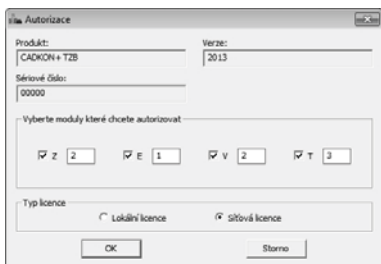 Autorizace
Produkt: Verze:
CADKON+ TZB 2013
Sériové číslo:
00000
Vyberte moduly které chcete autorizovat
Z 2 E 1 V 2 T 3
Typ licence
Lokální licence Síťová licence
OK Storno